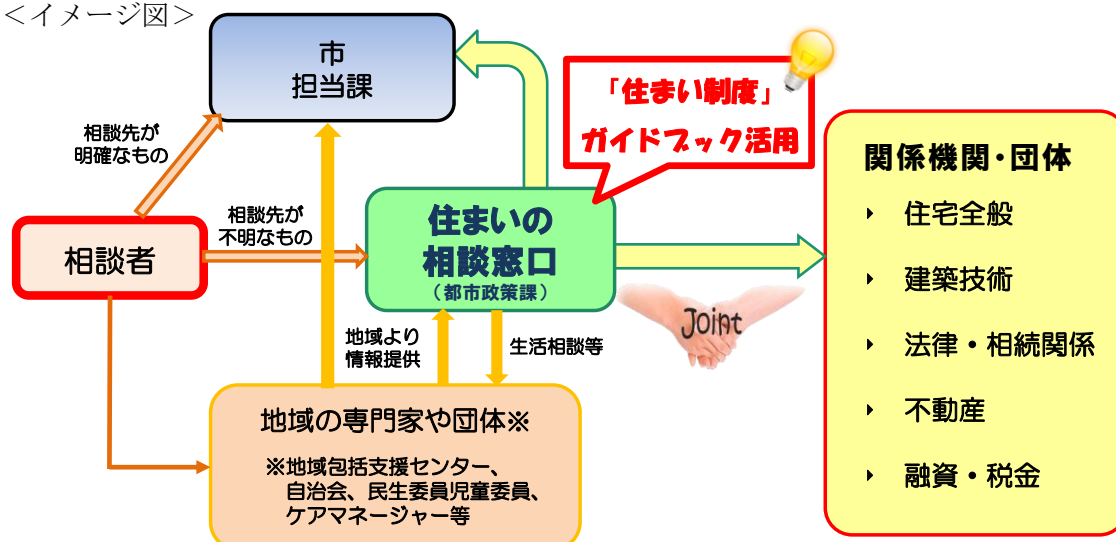 ＜イメージ図＞
市
担当課
「住まい制度」
ガイドブック活用
相談先が
明確なもの
相談者
相談先が
不明なもの
住まいの
相談窓口
（都市政策課）
Joint
地域より
情報提供
生活相談等
地域の専門家や団体※
※地域包括支援センター、
自治会、民生委員児童委員、
ケアマネージャー等
関係機関・団体
‣ 住宅全般
‣ 建築技術
‣ 法律・相続関係
‣ 不動産
‣ 融資・税金